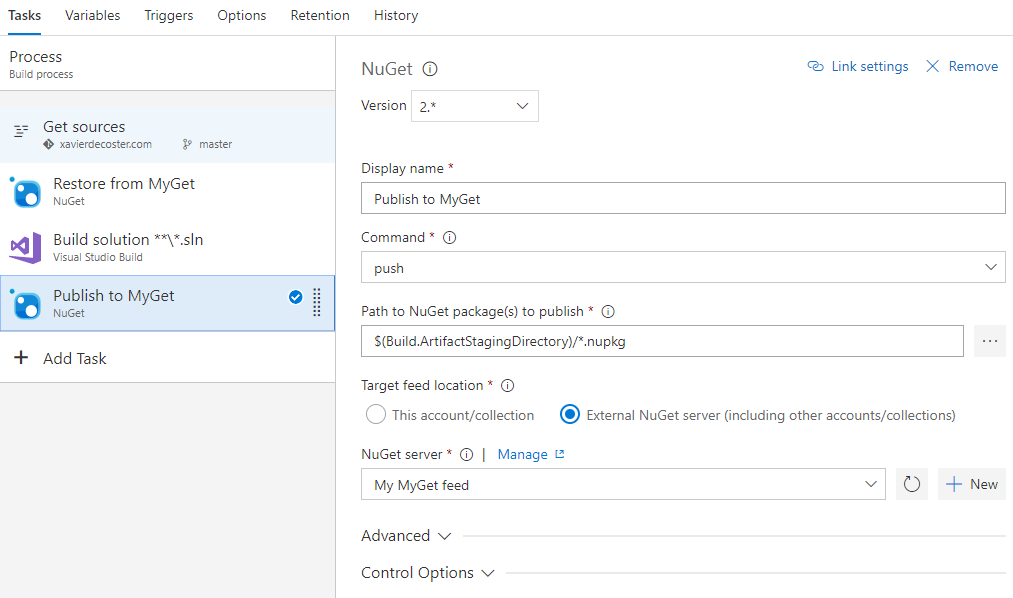 Tasks Variables Triggers Options Retention History
Process
Build process
Get sources
xavierdecoster.com master
Restore from MyGet
NuGet
Build solution **\*.sln
Visual Studio Build
Publish to MyGet
NuGet
Add Task
NuGet
Link settings Remove
Version 2.*
Display name *
Publish to MyGet
Command *
push
Path to NuGet package(s) to publish *
$(Build.ArtifactStagingDirectory)/*.nupkg
...
Target feed location *
This account/collection External NuGet server (including other accounts/collections)
NuGet server * | Manage
My MyGet feed
New
Advanced
Control Options